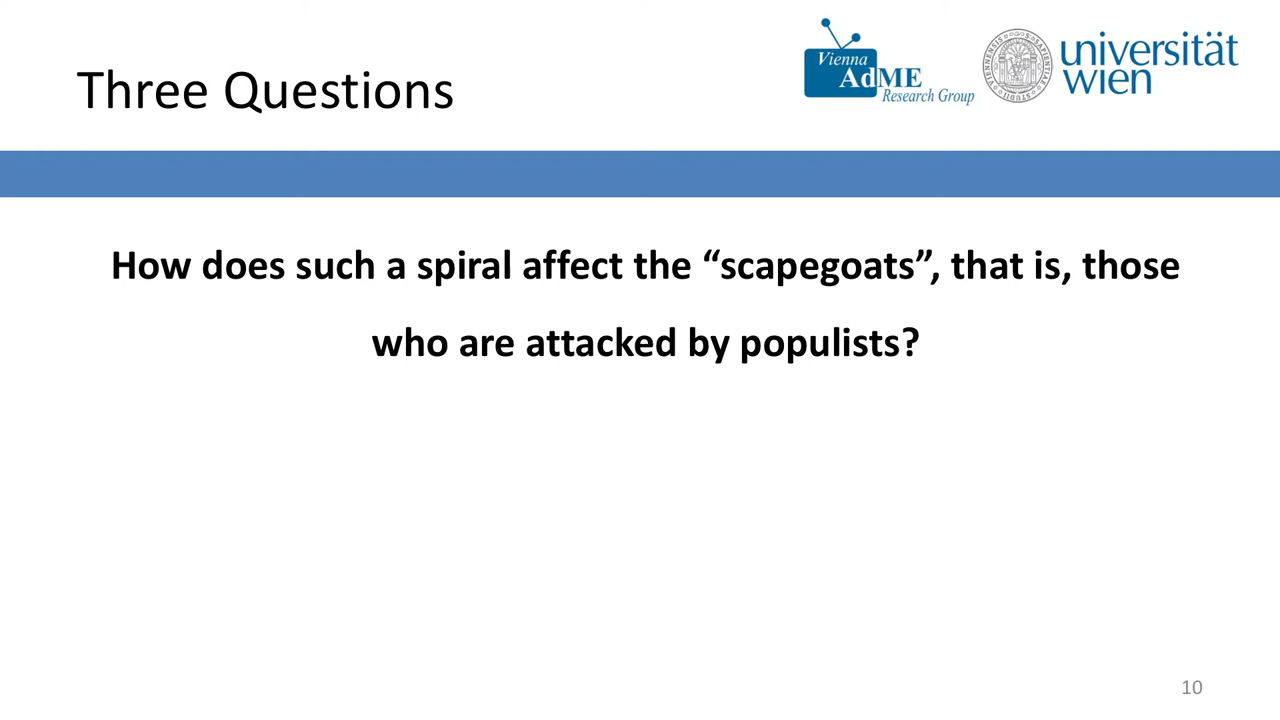 Three Questions
Vienna
AdME
Research Group
universität
wien
How does such a spiral affect the “scapegoats”, that is, those
who are attacked by populists?
10